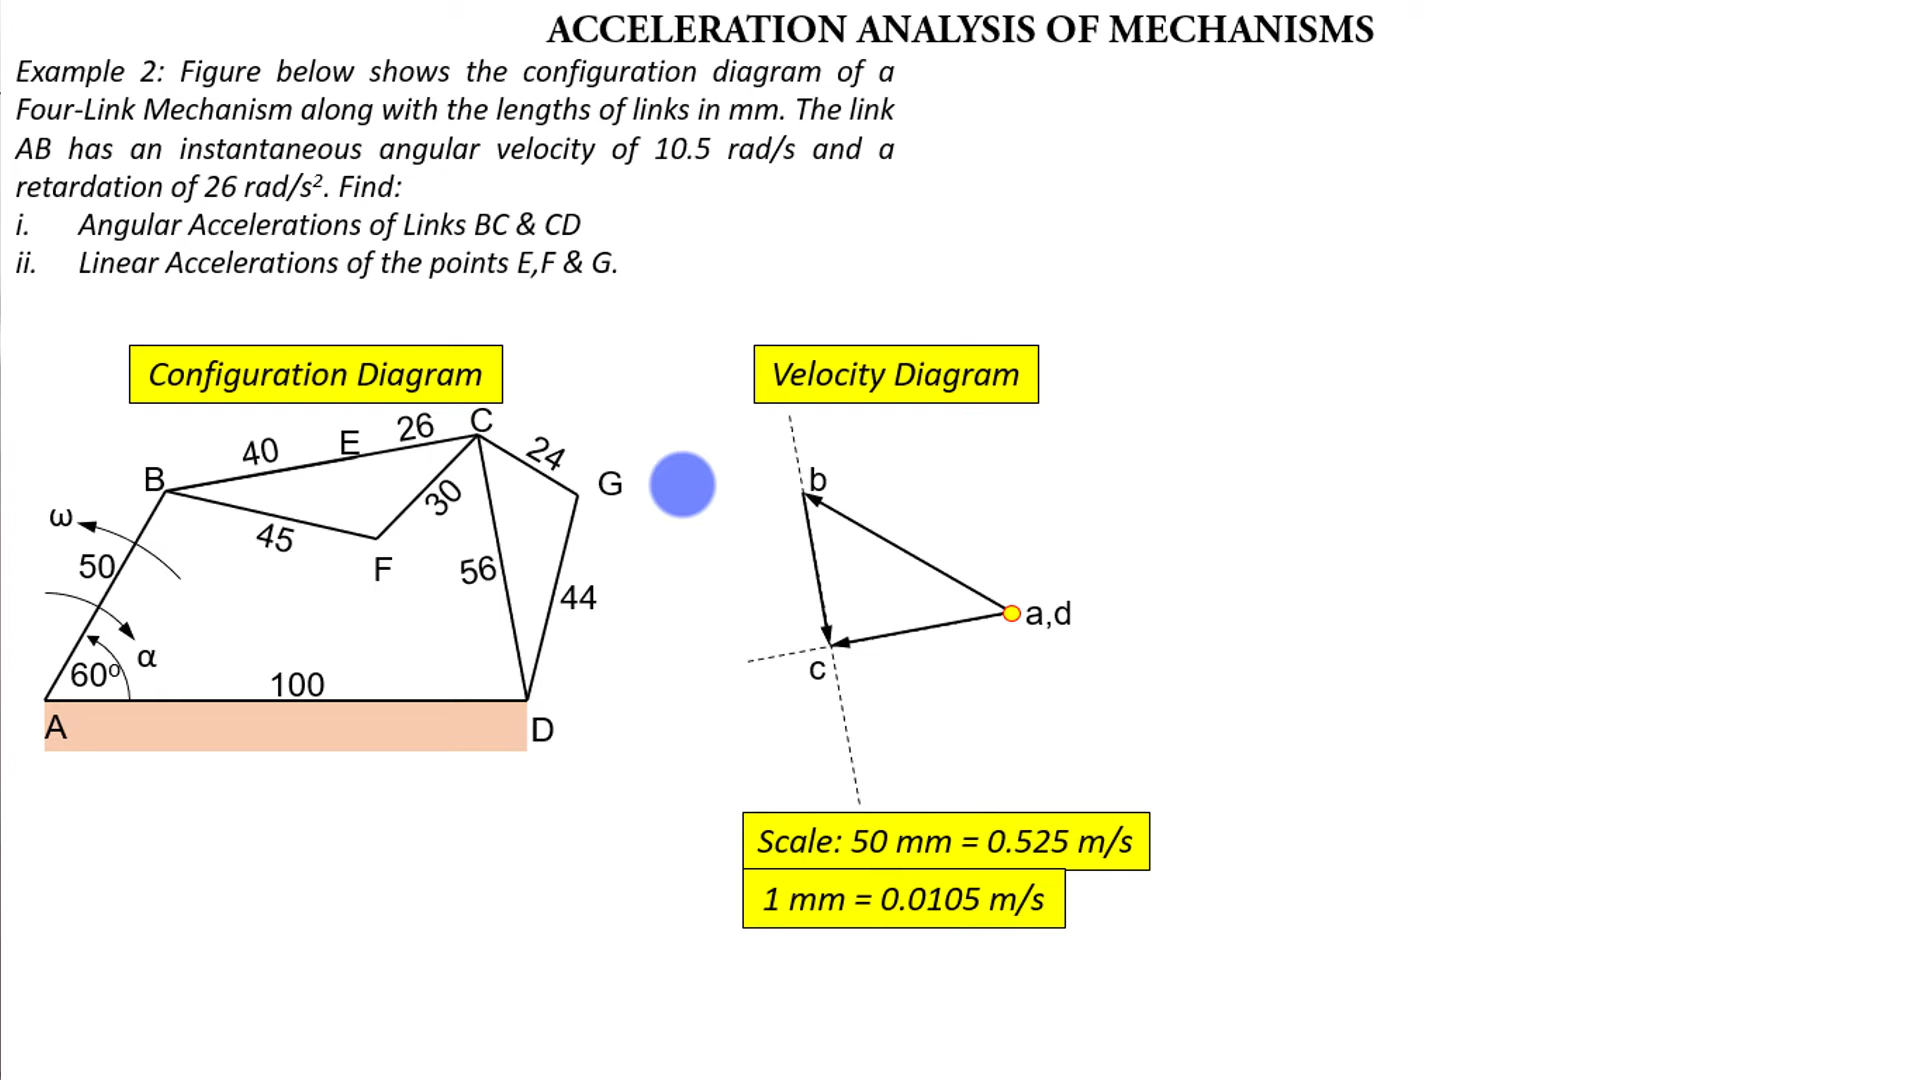 ACCELERATION ANALYSIS OF MECHANISMS
Example 2: Figure below shows the configuration diagram of a
Four-Link Mechanism along with the lengths of links in mm. The link
AB has an instantaneous angular velocity of 10.5 rad/s and a
retardation of 26 rad/s². Find:
i. Angular Accelerations of Links BC & CD
ii. Linear Accelerations of the points E,F & G.
Configuration Diagram
Velocity Diagram
C
26
E
40
24
B
G
b
30
ω
45
50
F
56
44
a,d
α
60⁰
c
100
A
D
Scale: 50 mm = 0.525 m/s
1 mm = 0.0105 m/s